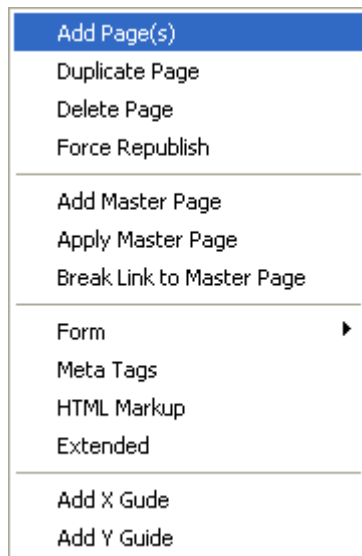 Add Page(s)
Duplicate Page
Delete Page
Force Republish
Add Master Page
Apply Master Page
Break Link to Master Page
Form
Meta Tags
HTML Markup
Extended
Add X Gude
Add Y Guide